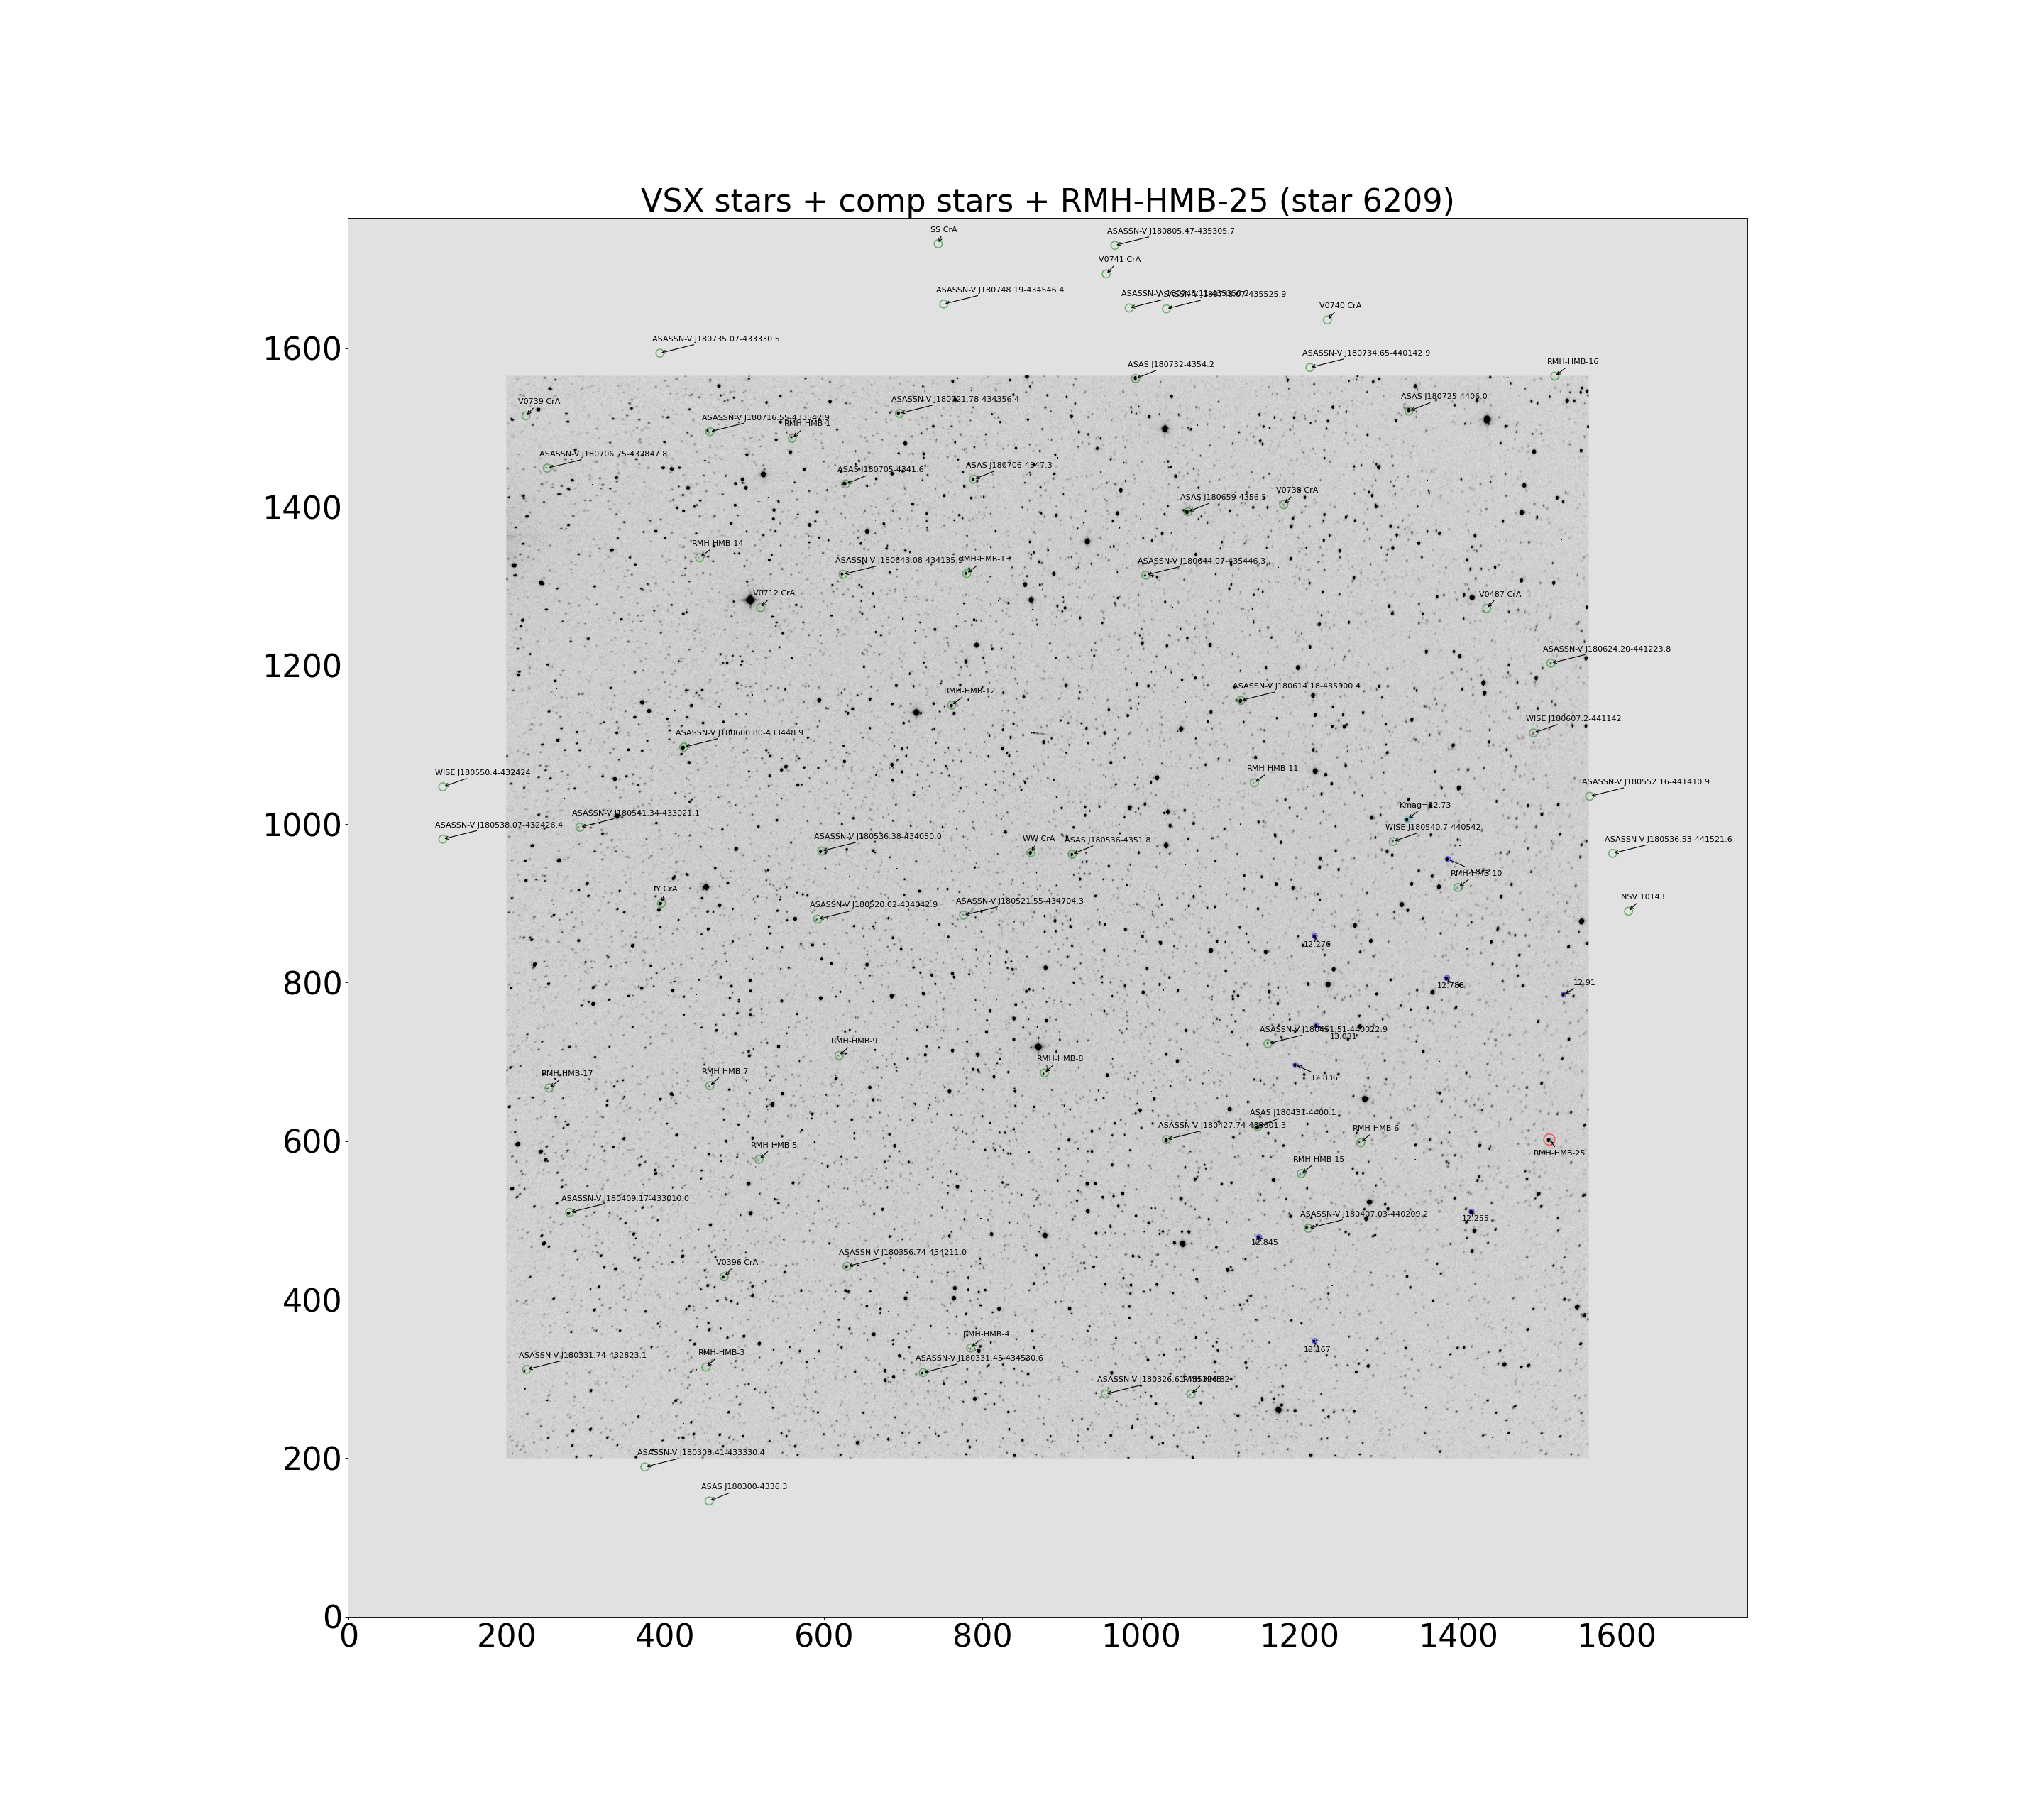 VSX stars + comp stars + RMH-HMB-25 (star 6209)
SS CrA
ASASSN-V J180805.47-435305.7
V0741 CrA
ASASSN-V J180748.19-434546.4
V0740 CrA
ASASSN-V J180735.07-433330.5
ASASSN-V J180734.65-440142.9
1600
RMH-HMB-16
ASAS J180732-4354.2
V0739 CrA
ASASSN-V J180721.78-434356.4
ASAS J180725-4406.0
ASASSN-V J180716.55-433542.9
RMH-HMB-1
ASASSN-V J180706.75-432847.8
ASAS J180705-4341.6
ASAS J180706-4347.3
ASAS J180659-4356.5
V0738 CrA
1400
RMH-HMB-14
ASASSN-V J180643.08-434135.9
RMH-HMB-13
ASASSN-V J180644.07-435446.3
V0712 CrA
V0487 CrA
1200
ASASSN-V J180624.20-441223.8
RMH-HMB-12
ASASSN-V J180614.18-435900.4
WISE J180607.2-441142
ASASSN-V J180600.80-433448.9
WISE J180550.4-432424
RMH-HMB-11
ASASSN-V J180552.16-441410.9
Kmag=12.73
1000
ASASSN-V J180541.34-433021.1
ASASSN-V J180538.07-432426.4
ASASSN-V J180536.38-434050.0
WW CrA
ASAS J180536-4351.8
WISE J180540.7-440542
ASASSN-V J180536.53-441521.6
RMH-HMB-10
IY CrA
ASASSN-V J180520.02-434042.9
ASASSN-V J180521.55-434704.3
NSV 10143
12.276
800
12.788
12.91
ASASSN-V J180451.51-440022.9
13.031
RMH-HMB-9
RMH-HMB-8
RMH-HMB-17
RMH-HMB-7
12.836
600
ASAS J180431-4400.1
RMH-HMB-6
RMH-HMB-5
RMH-HMB-25
RMH-HMB-15
ASASSN-V J180409.17-433010.0
ASASSN-V J180407.03-440209.2
12.255
12.845
ASASSN-V J180356.74-434211.0
V0396 CrA
400
RMH-HMB-4
13.167
ASASSN-V J180331.74-432823.1
RMH-HMB-3
ASASSN-V J180331.45-434530.6
200
ASASSN-V J180308.41-433330.4
ASAS J180300-4336.3
0
0 200 400 600 800 1000 1200 1400 1600